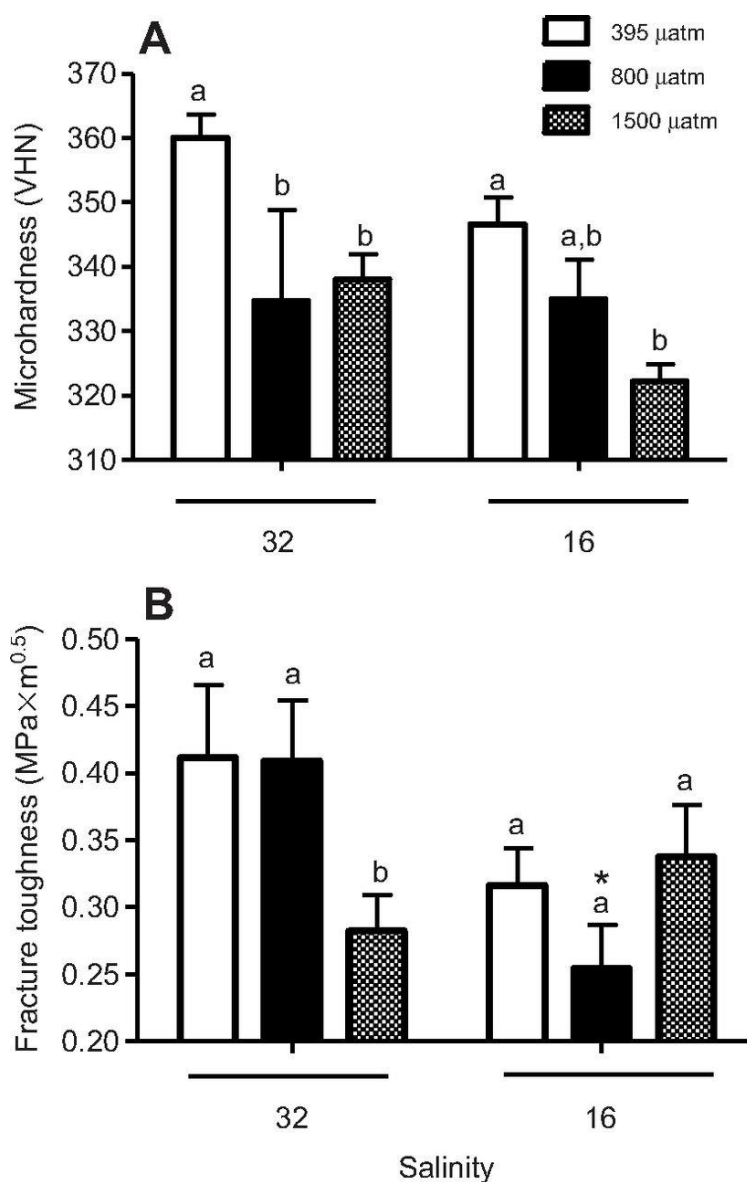 A
395 µatm
800 µatm
1500 µatm
Microhardness (VHN)
370
360
350
340
330
320
310
a
b
b
a
a,b
b
32
16
B
Fracture toughness (MPa×m^0.5)
0.50
0.45
0.40
0.35
0.30
0.25
0.20
a
a
b
a
*
a
a
32
16
Salinity